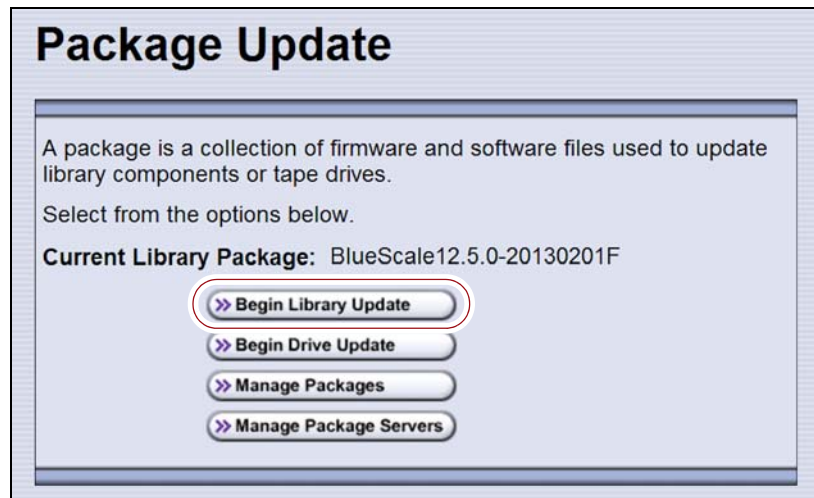 Package Update
A package is a collection of firmware and software files used to update
library components or tape drives.
Select from the options below.
Current Library Package: BlueScale12.5.0-20130201F
Begin Library Update
Begin Drive Update
Manage Packages
Manage Package Servers